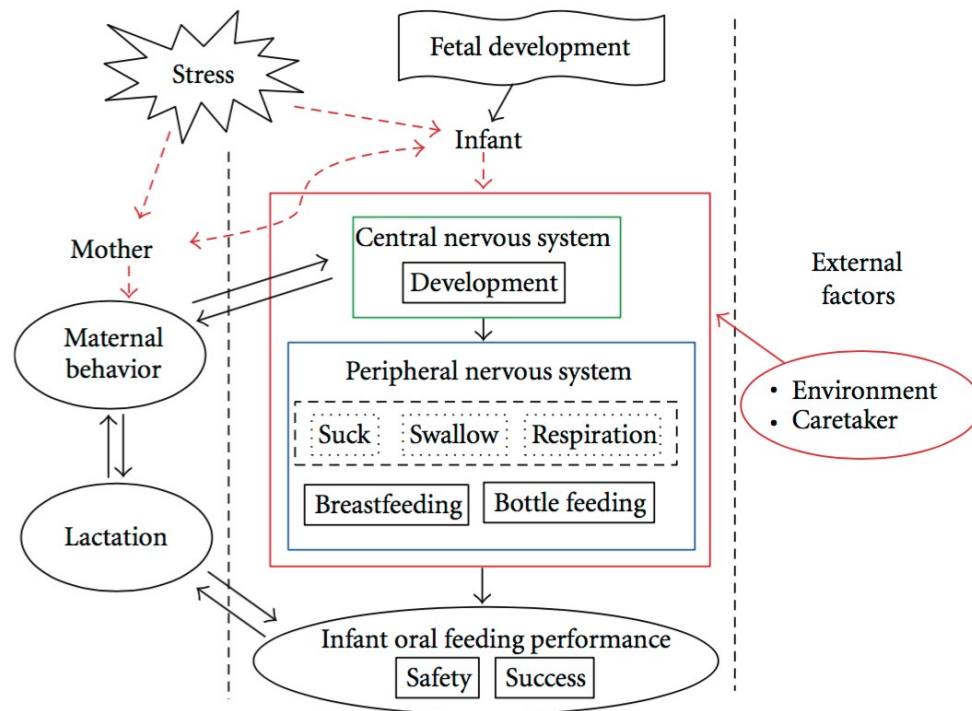 Fetal development
Stress
Infant
Mother
Central nervous system
Development
External
factors
Maternal
behavior
Peripheral nervous system
• Environment
• Caretaker
Suck
Swallow
Respiration
Breastfeeding
Bottle feeding
Lactation
Infant oral feeding performance
Safety
Success